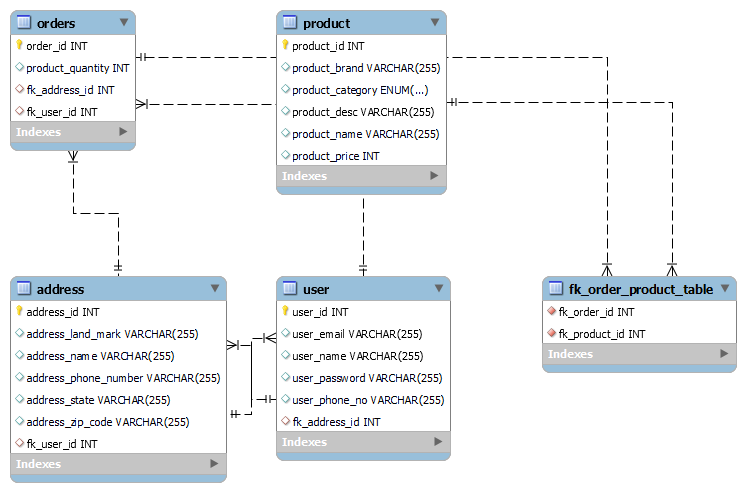 orders
order_id INT
product_quantity INT
fk_address_id INT
fk_user_id INT
Indexes
product
product_id INT
product_brand VARCHAR(255)
product_category ENUM(...)
product_desc VARCHAR(255)
product_name VARCHAR(255)
product_price INT
Indexes
address
address_id INT
address_land_mark VARCHAR(255)
address_name VARCHAR(255)
address_phone_number VARCHAR(255)
address_state VARCHAR(255)
address_zip_code VARCHAR(255)
fk_user_id INT
Indexes
user
user_id INT
user_email VARCHAR(255)
user_name VARCHAR(255)
user_password VARCHAR(255)
user_phone_no VARCHAR(255)
fk_address_id INT
Indexes
fk_order_product_table
fk_order_id INT
fk_product_id INT
Indexes